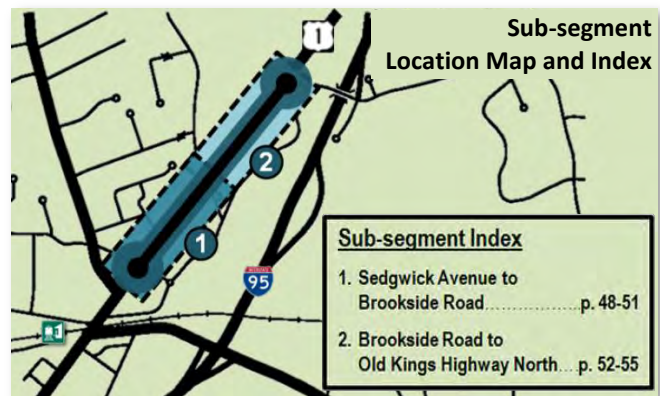 Sub-segment
Location Map and Index
1
2
1
95
Sub-segment Index
1. Sedgwick Avenue to
Brookside Road..................p. 48-51
2. Brookside Road to
Old Kings Highway North....p. 52-55